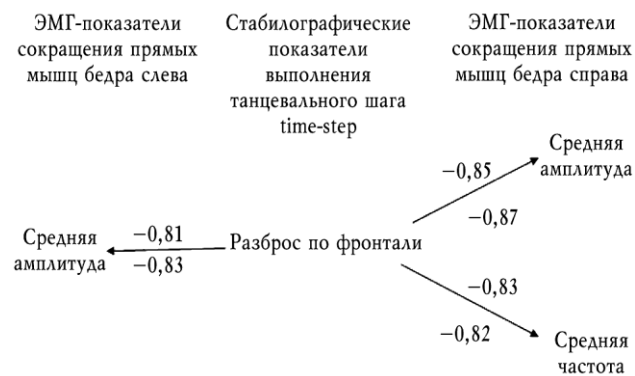 ЭМГ-показатели
сокращения прямых
мышц бедра слева
Стабилографические
показатели
выполнения
танцевального шага
time-step
ЭМГ-показатели
сокращения прямых
мышц бедра справа
Средняя
амплитуда
−0,85
−0,87
Средняя
амплитуда
−0,81
−0,83
Разброс по фронтали
−0,83
−0,82
Средняя
частота